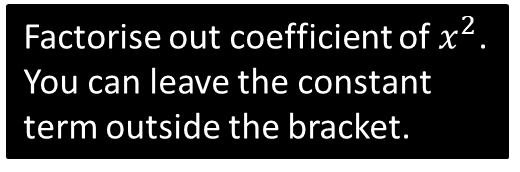 Factorise out coefficient of x².
You can leave the constant
term outside the bracket.